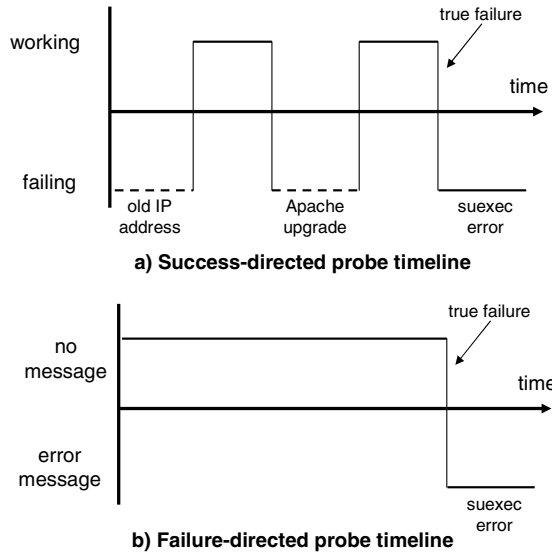 true failure
working
time
failing
old IP
address
Apache
upgrade
suexec
error
a) Success-directed probe timeline
true failure
no
message
time
error
message
suexec
error
b) Failure-directed probe timeline